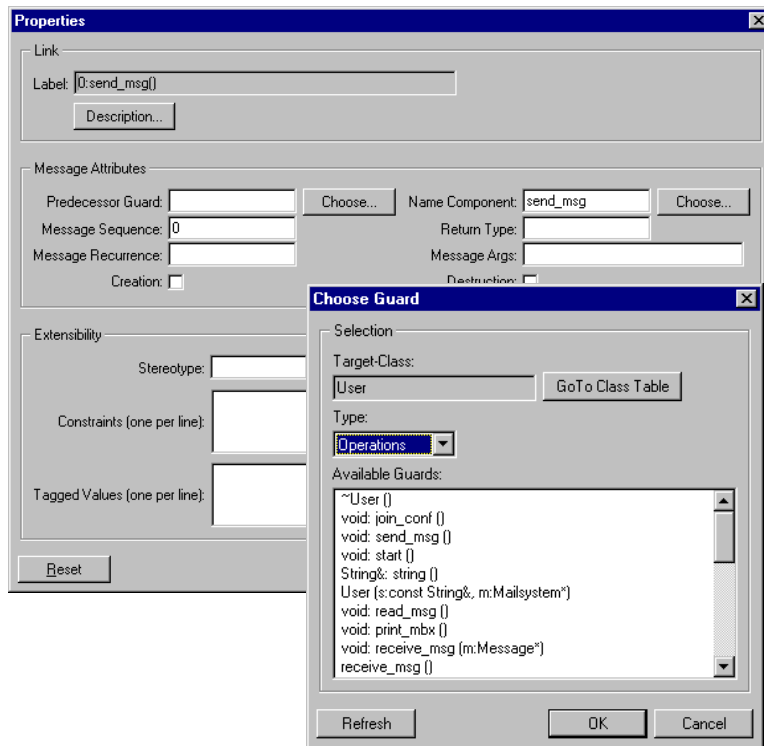 Properties
Link
Label: 0:send_msg()
Description...
Message Attributes
Predecessor Guard: Choose... Name Component: send_msg Choose...
Message Sequence: 0 Return Type:
Message Recurrence: Message Args:
Creation: Destruction:
Choose Guard
Extensibility
Stereotype:
Constraints (one per line):
Tagged Values (one per line):
Reset
Selection
Target-Class:
User GoTo Class Table
Type:
Operations
Available Guards:
~User ()
void: join_conf ()
void: send_msg ()
void: start ()
String&: string ()
User (s:const String&, m:Mailsystem*)
void: read_msg ()
void: print_mbx ()
void: receive_msg (m:Message*)
receive_msg ()
Refresh OK Cancel